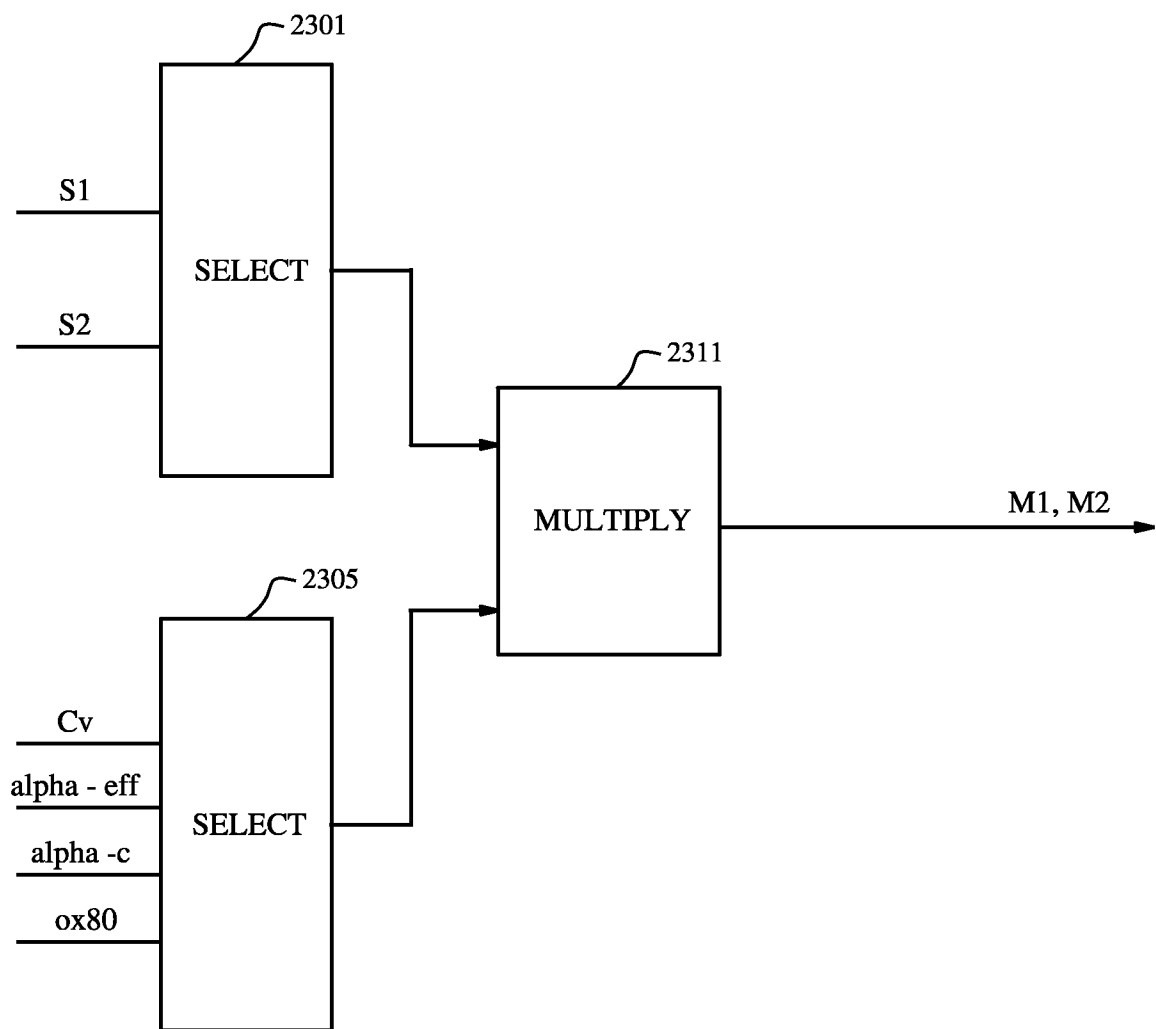 2301
S1
SELECT
S2
2311
MULTIPLY
M1, M2
2305
Cv
alpha - eff
SELECT
alpha -c
ox80